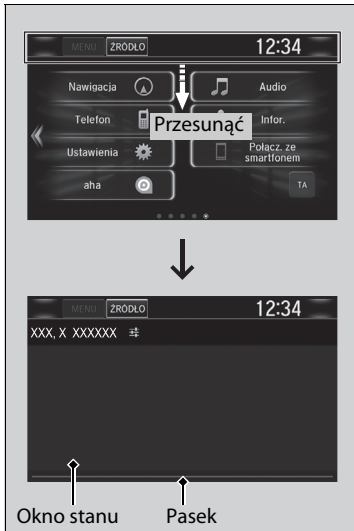 MENU ŹRÓDŁO 12:34
Nawigacja Audio
Telefon Infor.
Przesunąć
Ustawienia Połącz. ze
smartfonem
aha TA
MENU ŹRÓDŁO 12:34
XXX, X XXXXXX
Okno stanu Pasek